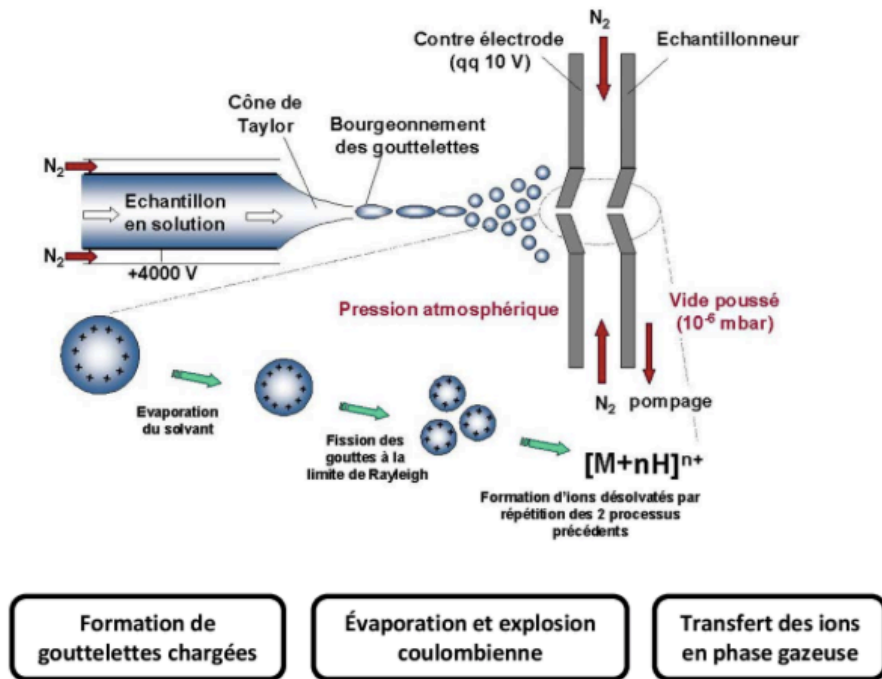 N2
Contre électrode
(qq 10 V)
Echantillonneur
Cône de
Taylor
Bourgeonnement
des gouttelettes
N2
Echantillon
en solution
N2
+4000 V
Pression atmosphérique
Vide poussé
(10-6 mbar)
N2
pompage
Evaporation
du solvant
Fission des
gouttes à la
limite de Rayleigh
[M+nH]n+
Formation d'ions désolvatés par
répétition des 2 processus
précédents
Formation de
gouttelettes chargées
Évaporation et explosion
coulombienne
Transfert des ions
en phase gazeuse